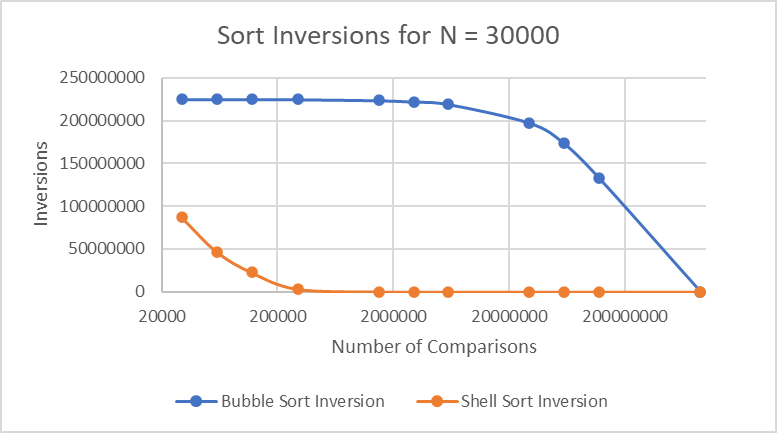 Sort Inversions for N = 30000
250000000
200000000
150000000
100000000
50000000
0
Inversions
20000 200000 2000000 20000000 200000000
Number of Comparisons
Bubble Sort Inversion Shell Sort Inversion